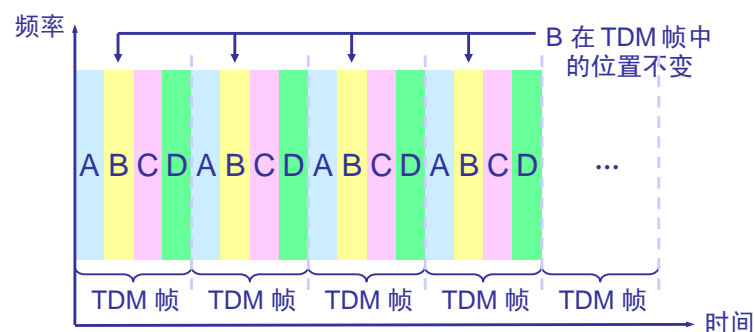 频率
B 在 TDM 帧中
的位置不变
A B C D A B C D A B C D A B C D …
TDM 帧 TDM 帧 TDM 帧 TDM 帧 TDM 帧
时间